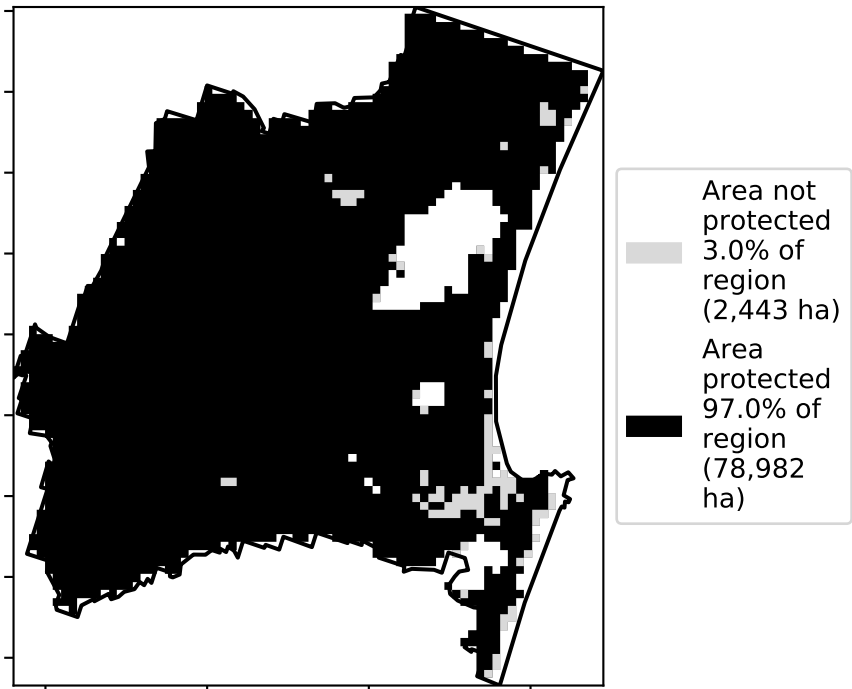 Area not
protected
3.0% of
region
(2,443 ha)
Area
protected
97.0% of
region
(78,982
ha)